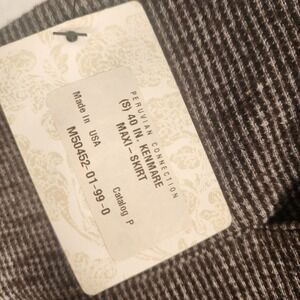 PERUVIAN CONNECTION
(S) 40 IN. KENMARE
MAXI-SKIRT
Catalog P
Made in USA
M50452-01-99-0